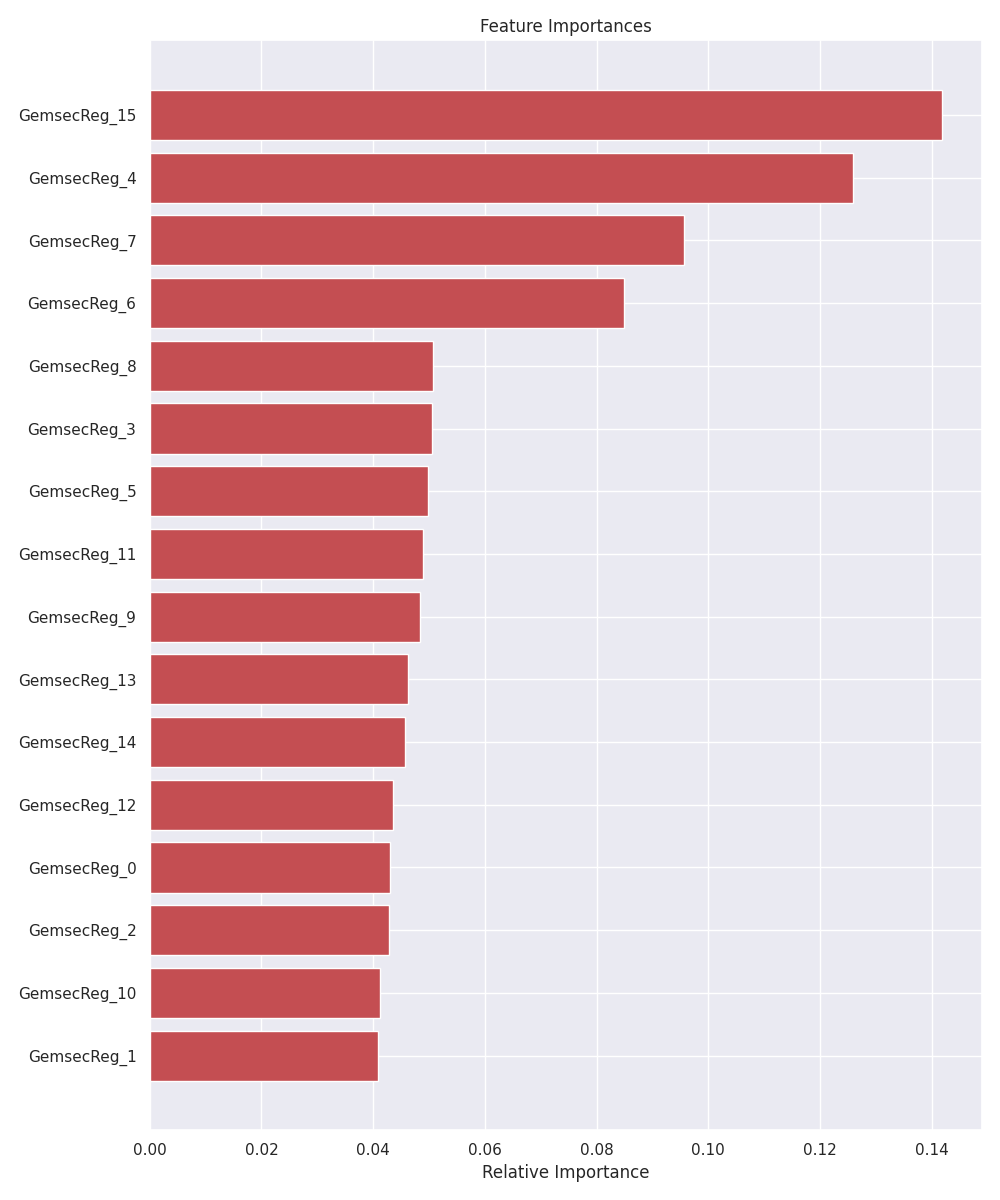 Feature Importances
GemsecReg_15
GemsecReg_4
GemsecReg_7
GemsecReg_6
GemsecReg_8
GemsecReg_3
GemsecReg_5
GemsecReg_11
GemsecReg_9
GemsecReg_13
GemsecReg_14
GemsecReg_12
GemsecReg_0
GemsecReg_2
GemsecReg_10
GemsecReg_1
0.00 0.02 0.04 0.06 0.08 0.10 0.12 0.14
Relative Importance